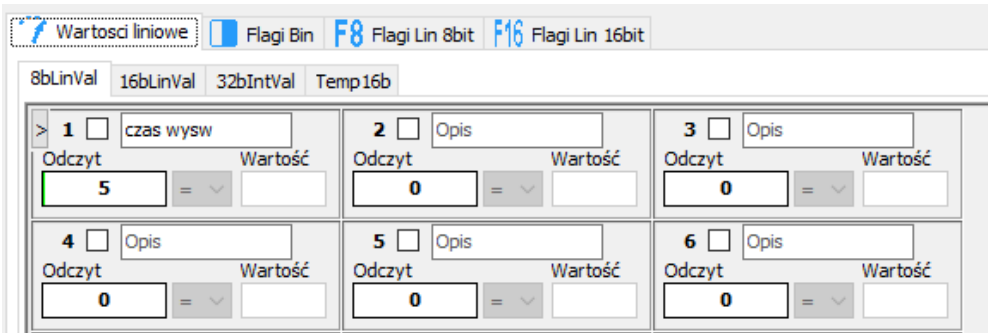 Wartosci liniowe Flagi Bin F8 Flagi Lin 8bit F16 Flagi Lin 16bit
8bLinVal 16bLinVal 32bIntVal Temp16b
> 1 czas wysw 2 Opis 3 Opis
Odczyt Wartość Odczyt Wartość Odczyt Wartość
5 = 0 = 0 =
4 Opis 5 Opis 6 Opis
Odczyt Wartość Odczyt Wartość Odczyt Wartość
0 = 0 = 0 =